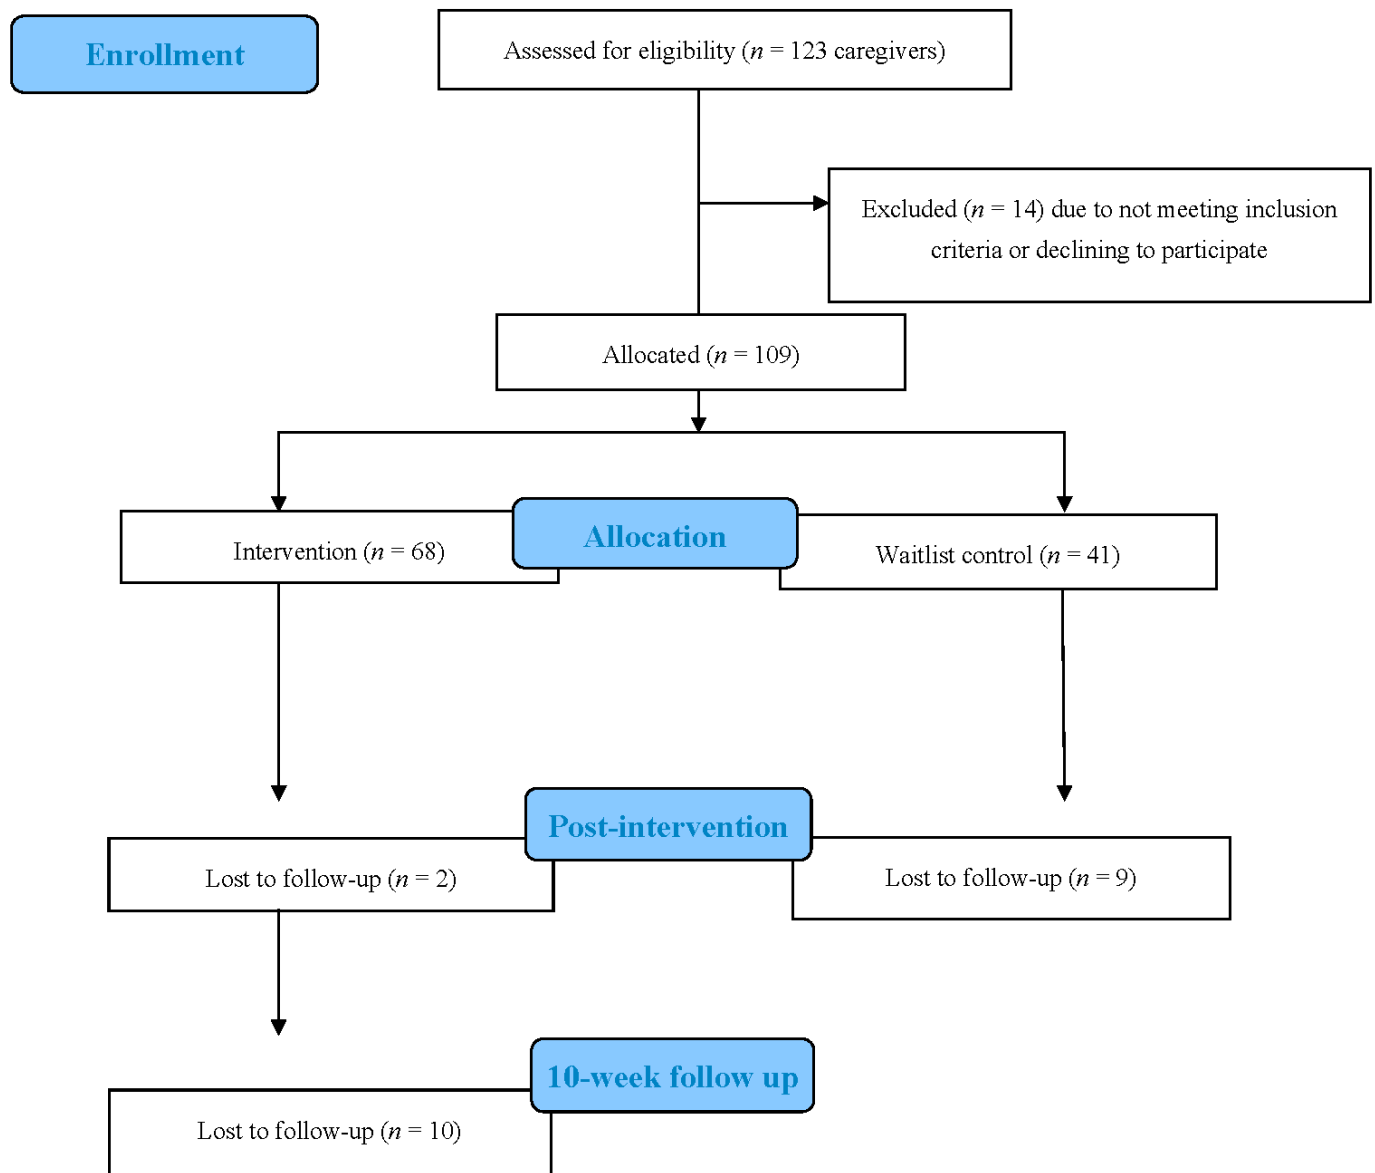 Enrollment
Assessed for eligibility (n = 123 caregivers)
Excluded (n = 14) due to not meeting inclusion
criteria or declining to participate
Allocated (n = 109)
Allocation
Intervention (n = 68)
Waitlist control (n = 41)
Post-intervention
Lost to follow-up (n = 2)
Lost to follow-up (n = 9)
10-week follow up
Lost to follow-up (n = 10)